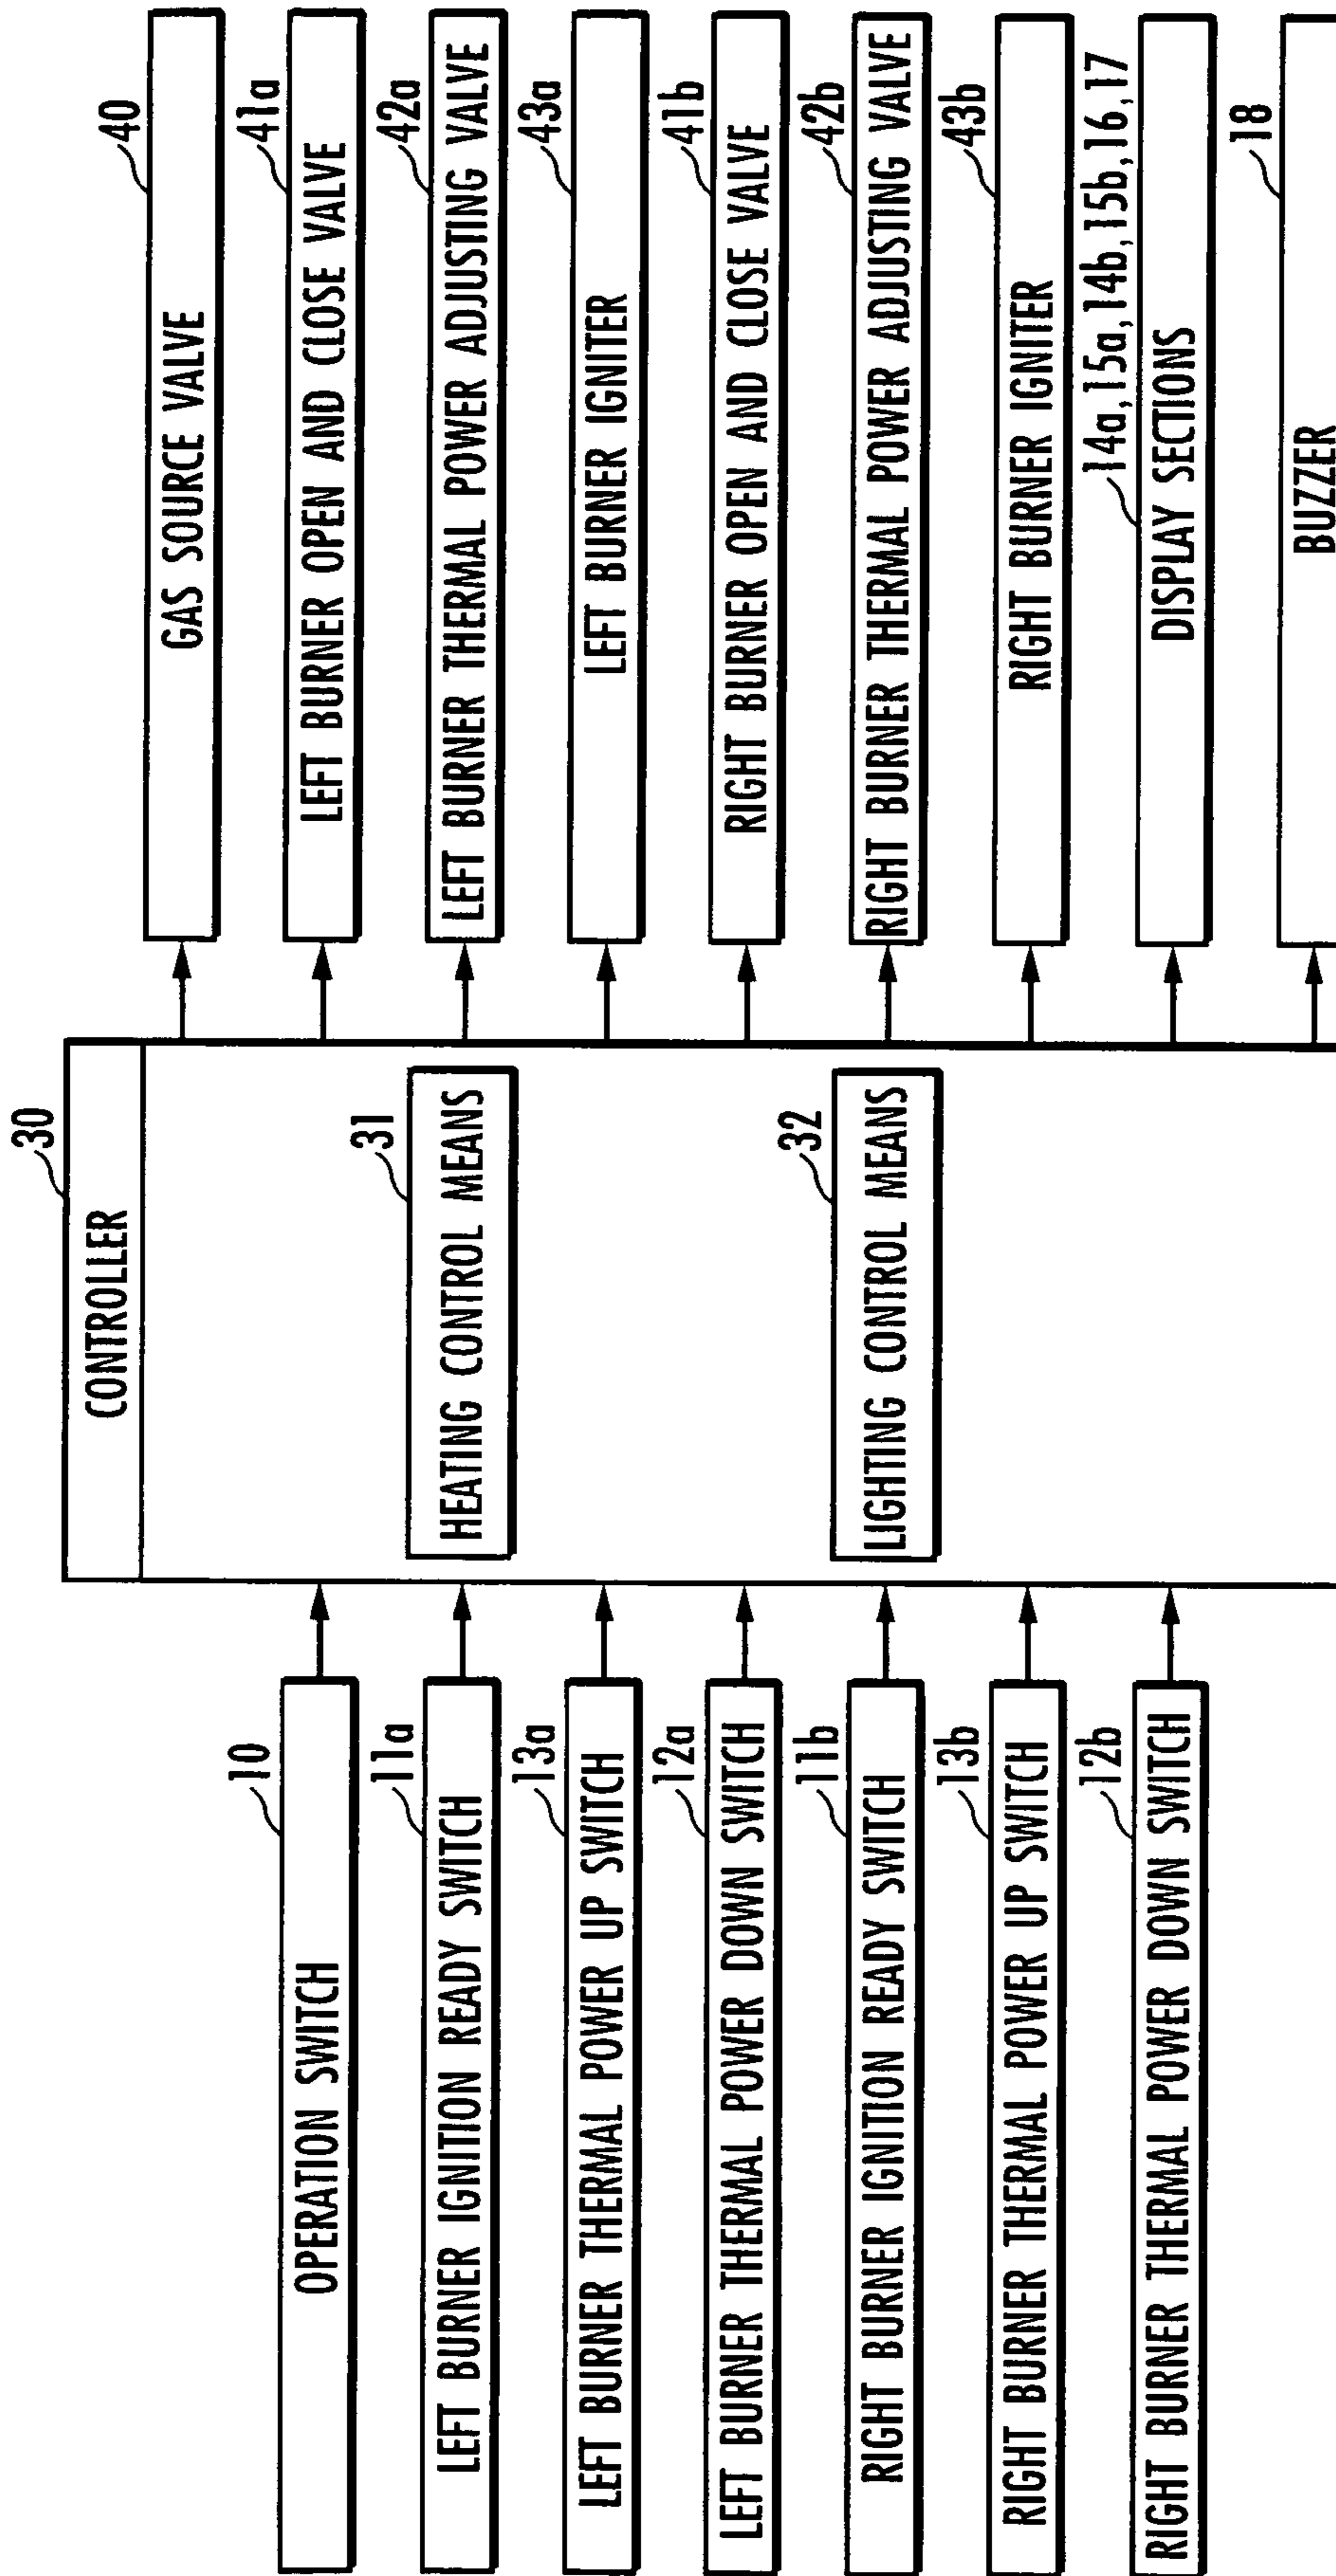 30
CONTROLLER
31
HEATING CONTROL MEANS
32
LIGHTING CONTROL MEANS
10
OPERATION SWITCH
11a
LEFT BURNER IGNITION READY SWITCH
13a
LEFT BURNER THERMAL POWER UP SWITCH
12a
LEFT BURNER THERMAL POWER DOWN SWITCH
11b
RIGHT BURNER IGNITION READY SWITCH
13b
RIGHT BURNER THERMAL POWER UP SWITCH
12b
RIGHT BURNER THERMAL POWER DOWN SWITCH
40
GAS SOURCE VALVE
41a
LEFT BURNER OPEN AND CLOSE VALVE
42a
LEFT BURNER THERMAL POWER ADJUSTING VALVE
43a
LEFT BURNER IGNITER
41b
RIGHT BURNER OPEN AND CLOSE VALVE
42b
RIGHT BURNER THERMAL POWER ADJUSTING VALVE
43b
RIGHT BURNER IGNITER
14a,15a,14b,15b,16,17
DISPLAY SECTIONS
18
BUZZER